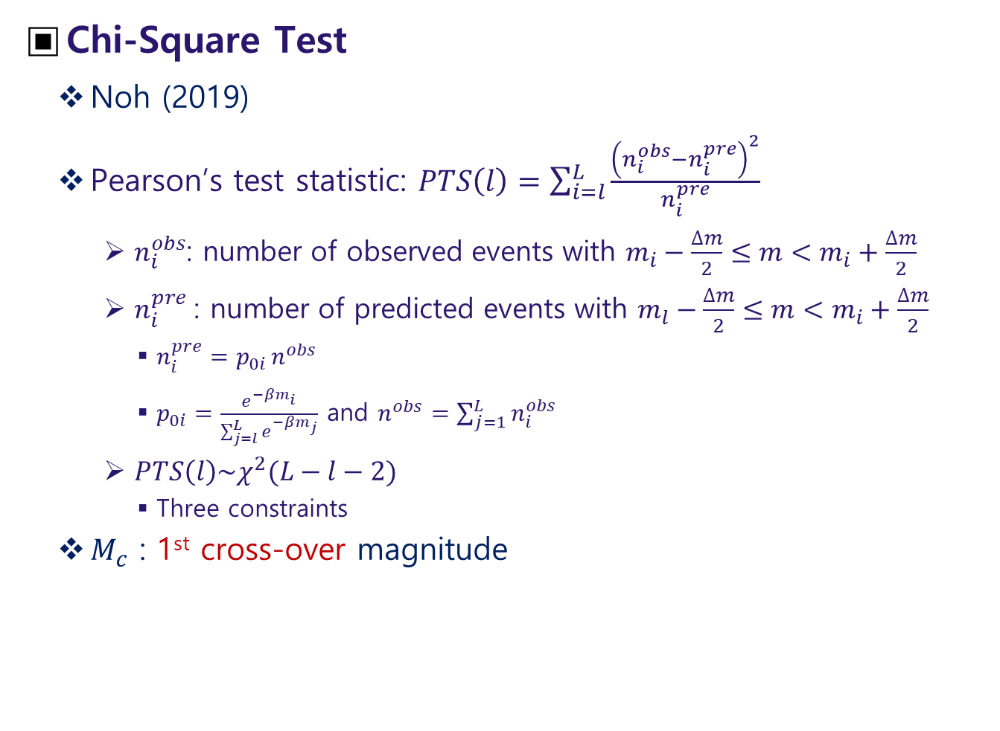 ▣ Chi-Square Test
❖ Noh (2019)
❖ Pearson’s test statistic: $PTS(l) = \sum_{i=l}^{L} \frac{\left(n_i^{obs} - n_i^{pre}\right)^2}{n_i^{pre}}$
➢ $n_i^{obs}$: number of observed events with $m_i - \frac{\Delta m}{2} \le m < m_i + \frac{\Delta m}{2}$
➢ $n_i^{pre}$ : number of predicted events with $m_l - \frac{\Delta m}{2} \le m < m_i + \frac{\Delta m}{2}$
▪ $n_i^{pre} = p_{0i} \, n^{obs}$
▪ $p_{0i} = \frac{e^{-\beta m_i}}{\sum_{j=l}^{L} e^{-\beta m_j}}$ and $n^{obs} = \sum_{j=1}^{L} n_i^{obs}$
➢ $PTS(l) \sim \chi^2(L - l - 2)$
▪ Three constraints
❖ $M_c$ : 1st cross-over magnitude